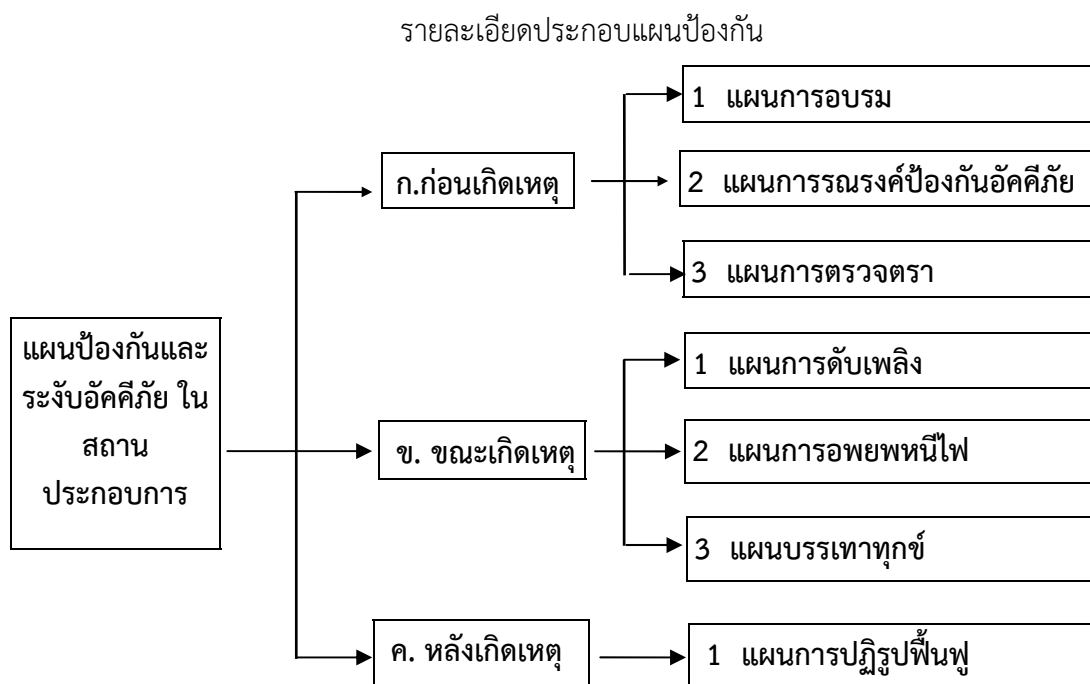 รายละเอียดประกอบแผนป้องกัน
แผนป้องกันและ
ระงับอัคคีภัย ใน
สถาน
ประกอบการ
ก.ก่อนเกิดเหตุ
1 แผนการอบรม
2 แผนการรณรงค์ป้องกันอัคคีภัย
3 แผนการตรวจตรา
ข. ขณะเกิดเหตุ
1 แผนการดับเพลิง
2 แผนการอพยพหนีไฟ
3 แผนบรรเทาทุกข์
ค. หลังเกิดเหตุ
1 แผนการปฏิรูปฟื้นฟู